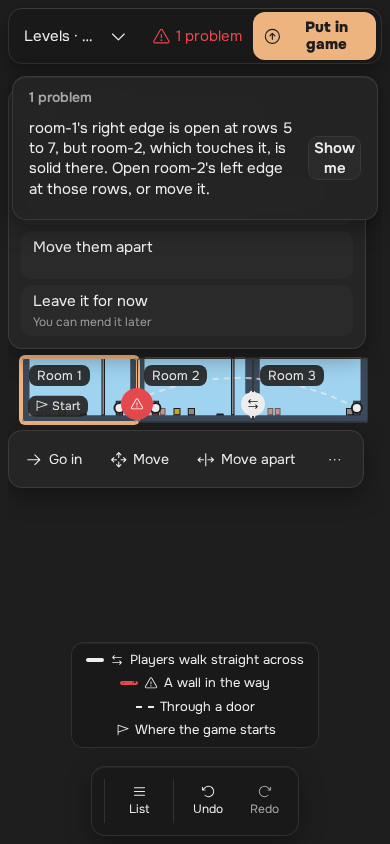 Levels · ...
1 problem
Put in
game
1 problem
room-1's right edge is open at rows 5
to 7, but room-2, which touches it, is
solid there. Open room-2's left edge
at those rows, or move it.
Show
me
Move them apart
Leave it for now
You can mend it later
Room 1
Room 2
Room 3
Start
Go in
Move
Move apart
...
Players walk straight across
A wall in the way
Through a door
Where the game starts
List
Undo
Redo